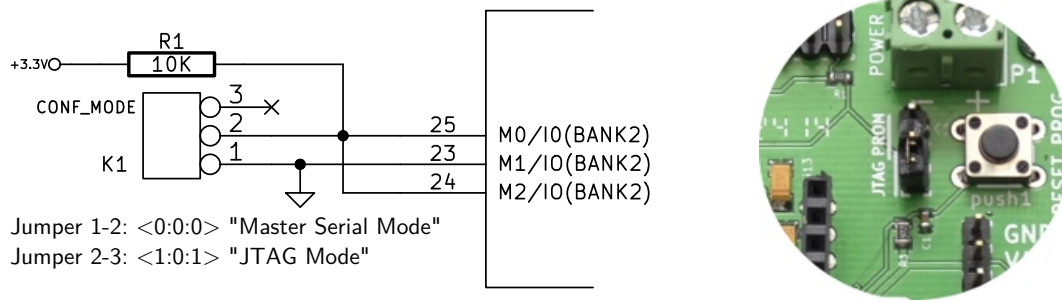 R1
+3.3V
10K
CONF_MODE
3
2
1
K1
25
23
24
M0/IO(BANK2)
M1/IO(BANK2)
M2/IO(BANK2)
Jumper 1-2: <0:0:0> "Master Serial Mode"
Jumper 2-3: <1:0:1> "JTAG Mode"
POWER
P1
- +
JTAG PROM
push1
R1
C1
GND